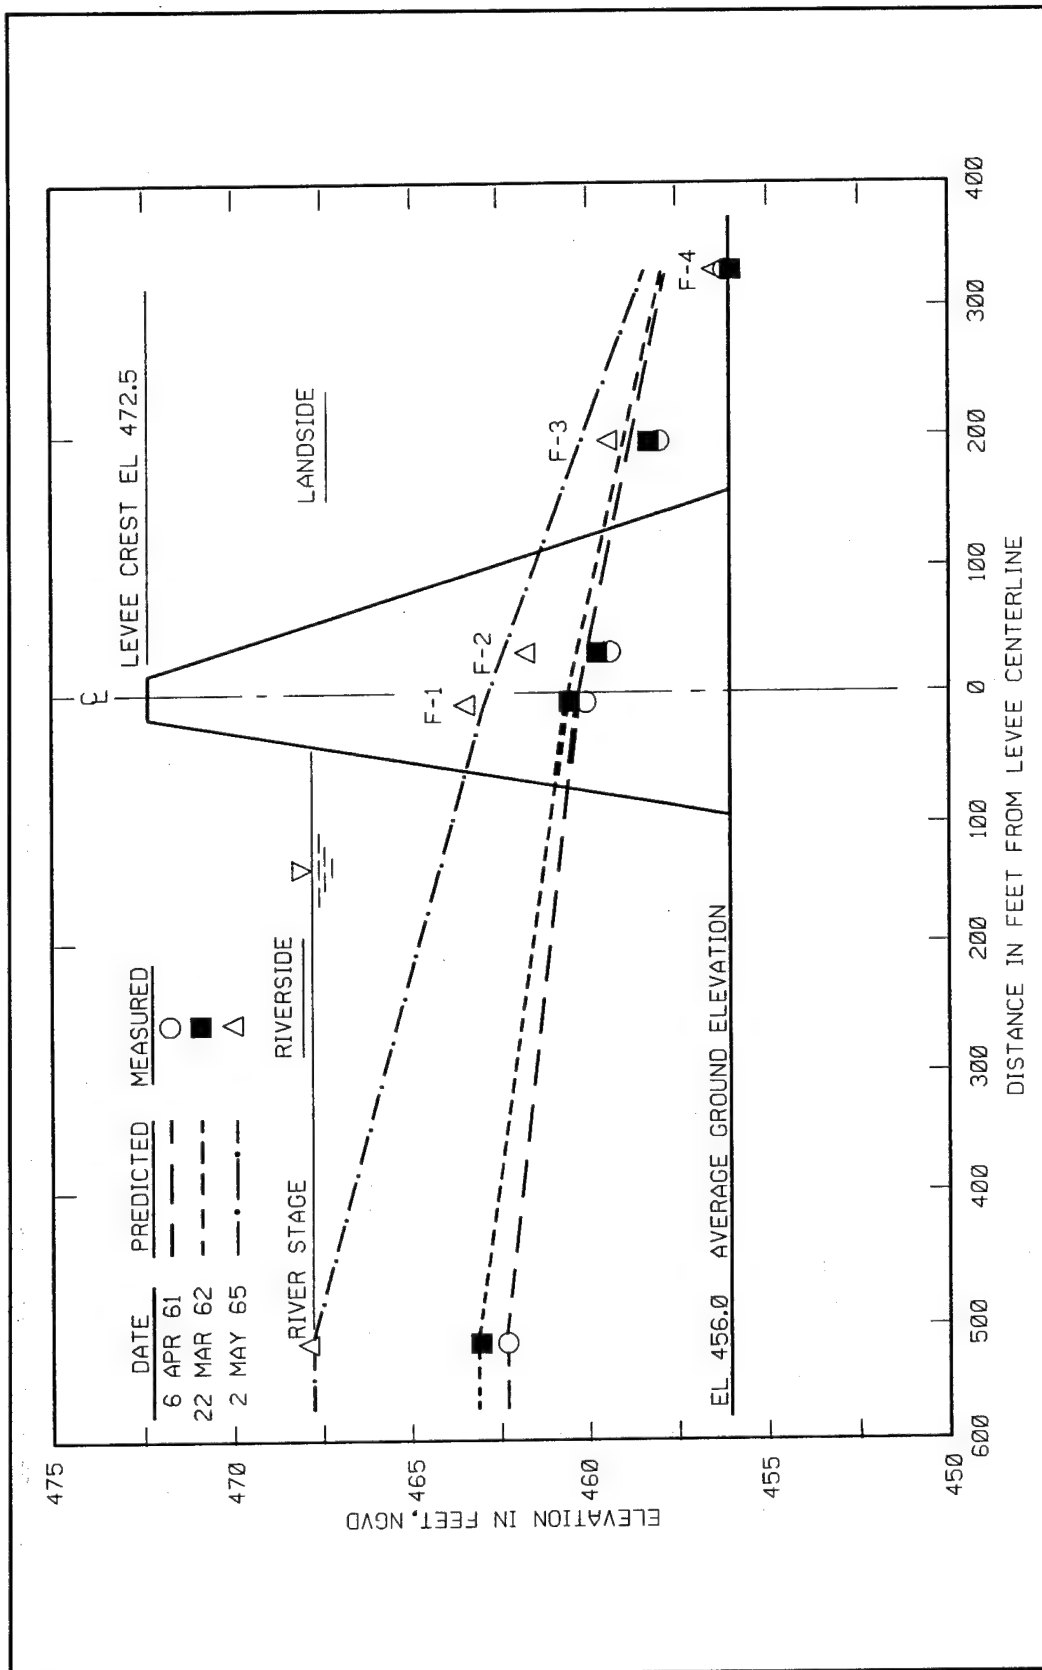 DATE PREDICTED MEASURED
6 APR 61
22 MAR 62
2 MAY 65
℄
LEVEE CREST EL 472.5
RIVER STAGE
RIVERSIDE
LANDSIDE
F-1
F-2
F-3
F-4
EL 456.0 AVERAGE GROUND ELEVATION
475
470
465
460
455
450
ELEVATION IN FEET, NGVD
600 500 400 300 200 100 0 100 200 300 400
DISTANCE IN FEET FROM LEVEE CENTERLINE